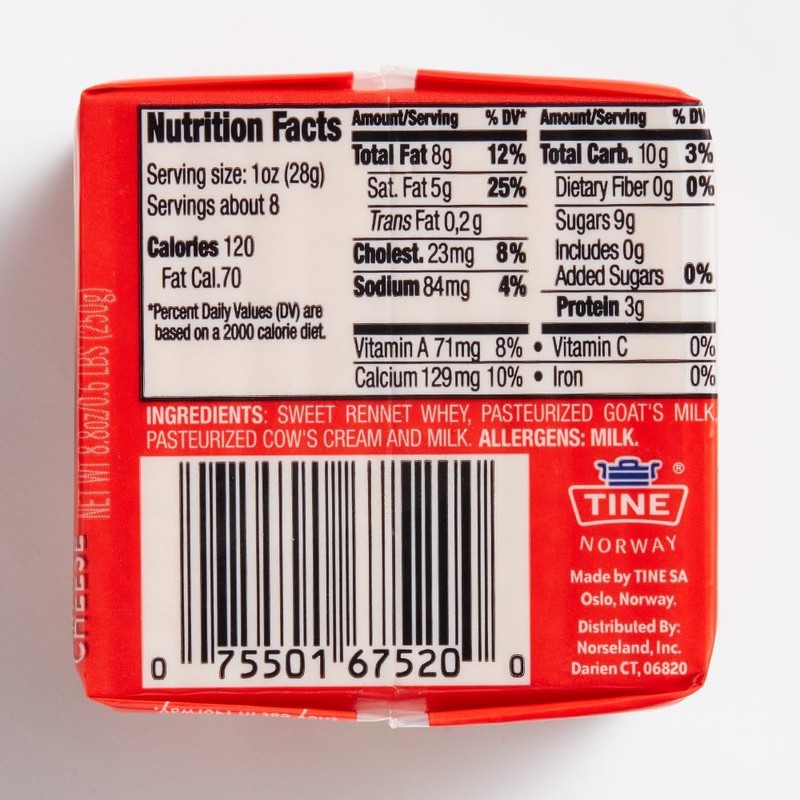 Nutrition Facts
Serving size: 1oz (28g)
Servings about 8
Calories 120
Fat Cal.70
*Percent Daily Values (DV) are
based on a 2000 calorie diet.
Amount/Serving % DV*
Total Fat 8g 12%
Sat. Fat 5g 25%
Trans Fat 0,2g
Cholest. 23mg 8%
Sodium 84mg 4%
Amount/Serving % DV
Total Carb. 10g 3%
Dietary Fiber 0g 0%
Sugars 9g
Includes 0g
Added Sugars 0%
Protein 3g
Vitamin A 71mg 8% • Vitamin C 0%
Calcium 129mg 10% • Iron 0%
INGREDIENTS: SWEET RENNET WHEY, PASTEURIZED GOAT'S MILK,
PASTEURIZED COW'S CREAM AND MILK. ALLERGENS: MILK.
0 75501 67520 0
TINE ®
NORWAY
Made by TINE SA
Oslo, Norway.
Distributed By:
Norseland, Inc.
Darien CT, 06820
NET WT 8.8oz/0.6 LBS (250g)
CHEESE